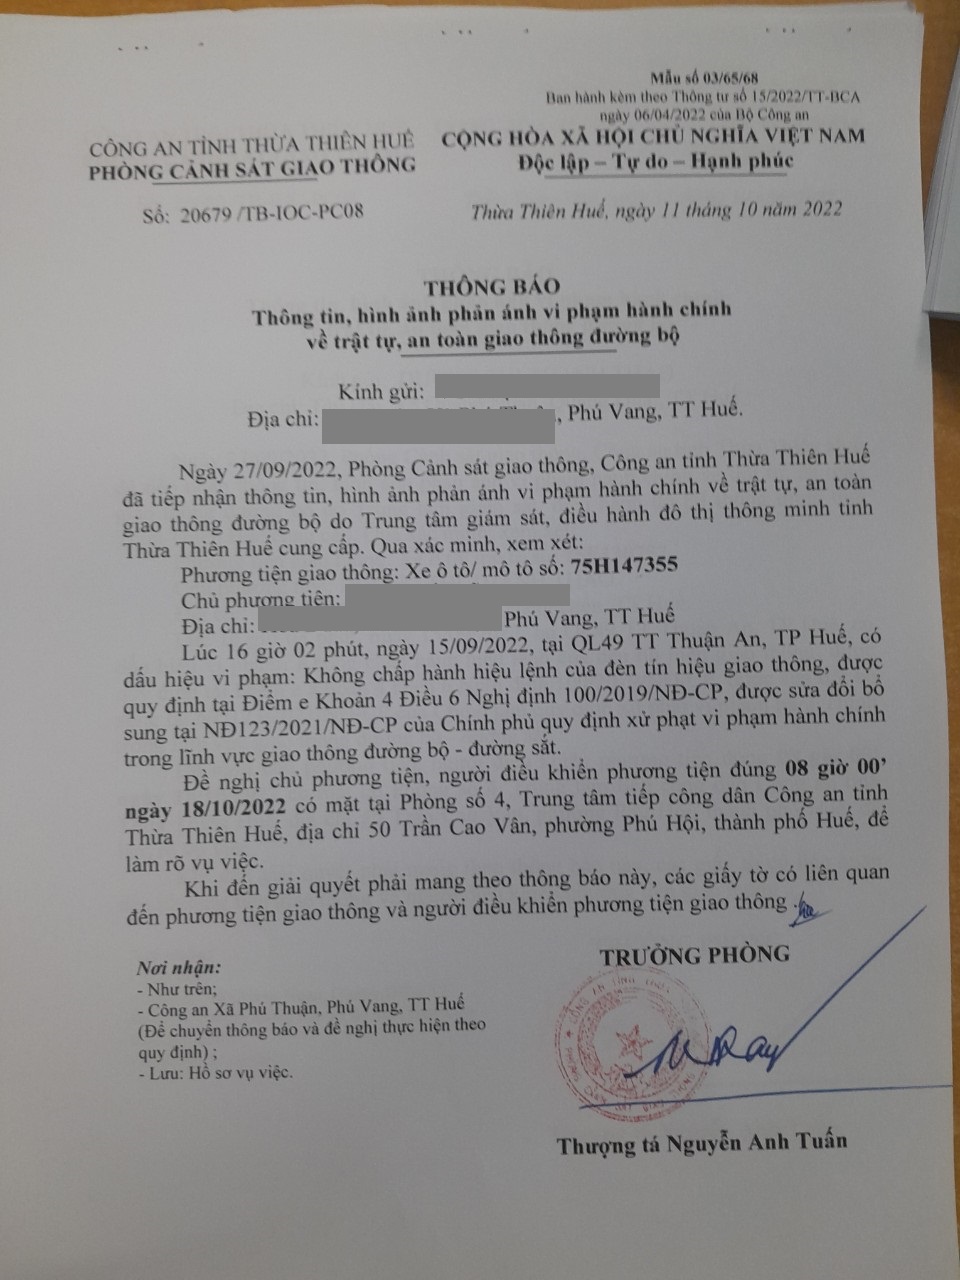 Mẫu số 03/65/68
Ban hành kèm theo Thông tư số 15/2022/TT-BCA
ngày 06/04/2022 của Bộ Công an
CÔNG AN TỈNH THỪA THIÊN HUẾ
PHÒNG CẢNH SÁT GIAO THÔNG
CỘNG HÒA XÃ HỘI CHỦ NGHĨA VIỆT NAM
Độc lập – Tự do – Hạnh phúc
Số: 20679 /TB-IOC-PC08
Thừa Thiên Huế, ngày 11 tháng 10 năm 2022
THÔNG BÁO
Thông tin, hình ảnh phản ánh vi phạm hành chính
về trật tự, an toàn giao thông đường bộ
Kính gửi:
Địa chỉ: , Phú Vang, TT Huế.
Ngày 27/09/2022, Phòng Cảnh sát giao thông, Công an tỉnh Thừa Thiên Huế
đã tiếp nhận thông tin, hình ảnh phản ánh vi phạm hành chính về trật tự, an toàn
giao thông đường bộ do Trung tâm giám sát, điều hành đô thị thông minh tỉnh
Thừa Thiên Huế cung cấp. Qua xác minh, xem xét:
Phương tiện giao thông: Xe ô tô/ mô tô số: 75H147355
Chủ phương tiện:
Địa chỉ: Phú Vang, TT Huế
Lúc 16 giờ 02 phút, ngày 15/09/2022, tại QL49 TT Thuận An, TP Huế, có
dấu hiệu vi phạm: Không chấp hành hiệu lệnh của đèn tín hiệu giao thông, được
quy định tại Điểm e Khoản 4 Điều 6 Nghị định 100/2019/NĐ-CP, được sửa đổi bổ
sung tại NĐ123/2021/NĐ-CP của Chính phủ quy định xử phạt vi phạm hành chính
trong lĩnh vực giao thông đường bộ - đường sắt.
Đề nghị chủ phương tiện, người điều khiển phương tiện đúng 08 giờ 00’
ngày 18/10/2022 có mặt tại Phòng số 4, Trung tâm tiếp công dân Công an tỉnh
Thừa Thiên Huế, địa chỉ 50 Trần Cao Vân, phường Phú Hội, thành phố Huế, để
làm rõ vụ việc.
Khi đến giải quyết phải mang theo thông báo này, các giấy tờ có liên quan
đến phương tiện giao thông và người điều khiển phương tiện giao thông .
Nơi nhận:
- Như trên;
- Công an Xã Phú Thuận, Phú Vang, TT Huế
(Để chuyển thông báo và đề nghị thực hiện theo
quy định) ;
- Lưu: Hồ sơ vụ việc.
TRƯỞNG PHÒNG
Thượng tá Nguyễn Anh Tuấn